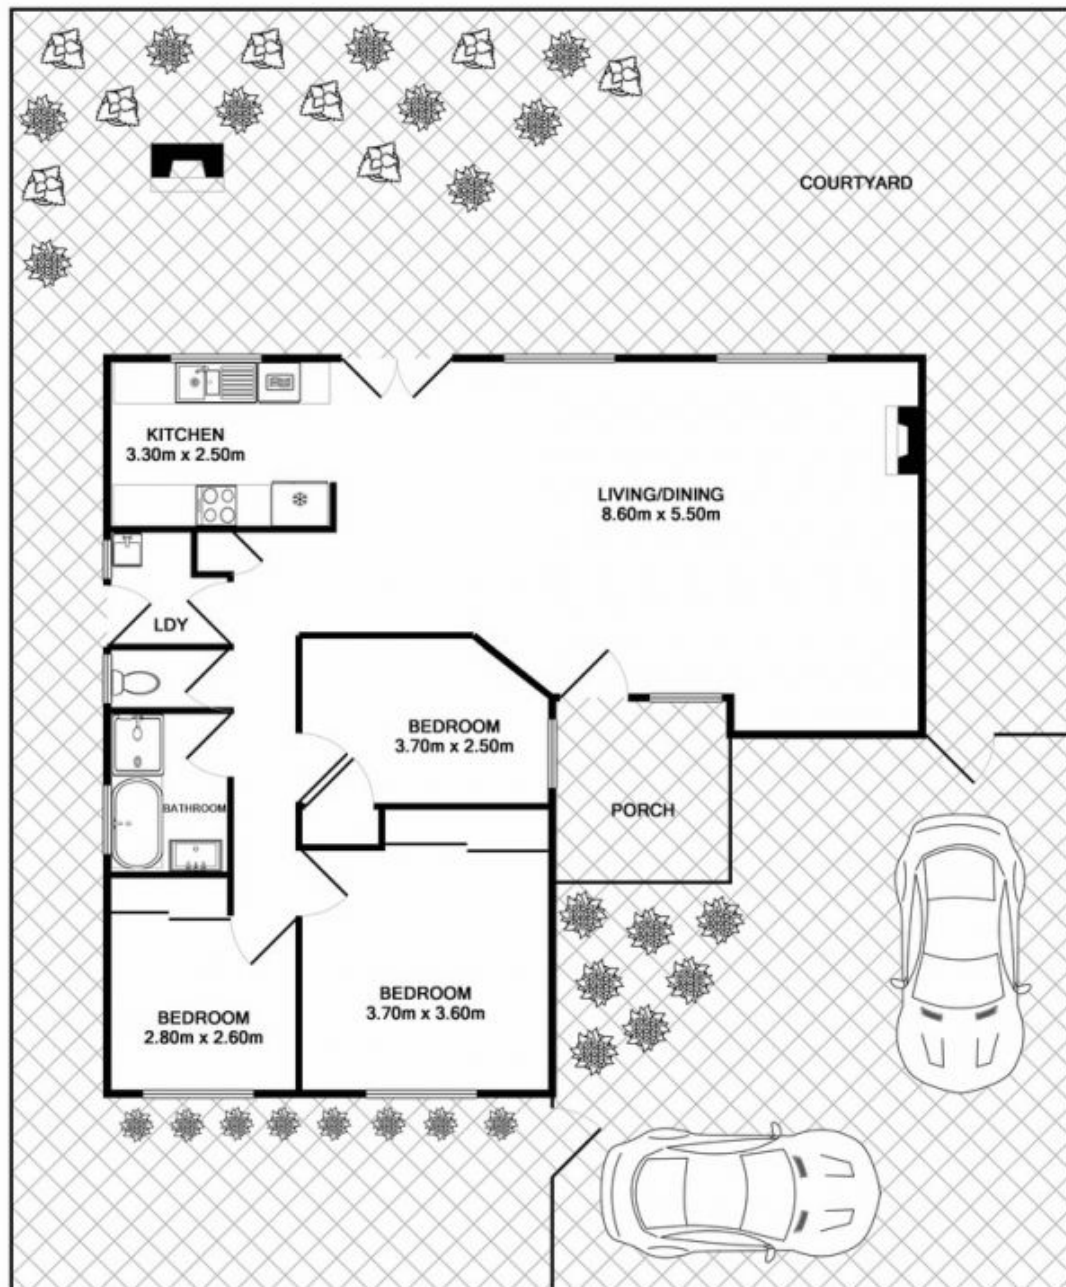 COURTYARD
KITCHEN
3.30m x 2.50m
LIVING/DINING
8.60m x 5.50m
LDY
BEDROOM
3.70m x 2.50m
BATHROOM
PORCH
BEDROOM
3.70m x 3.60m
BEDROOM
2.80m x 2.60m